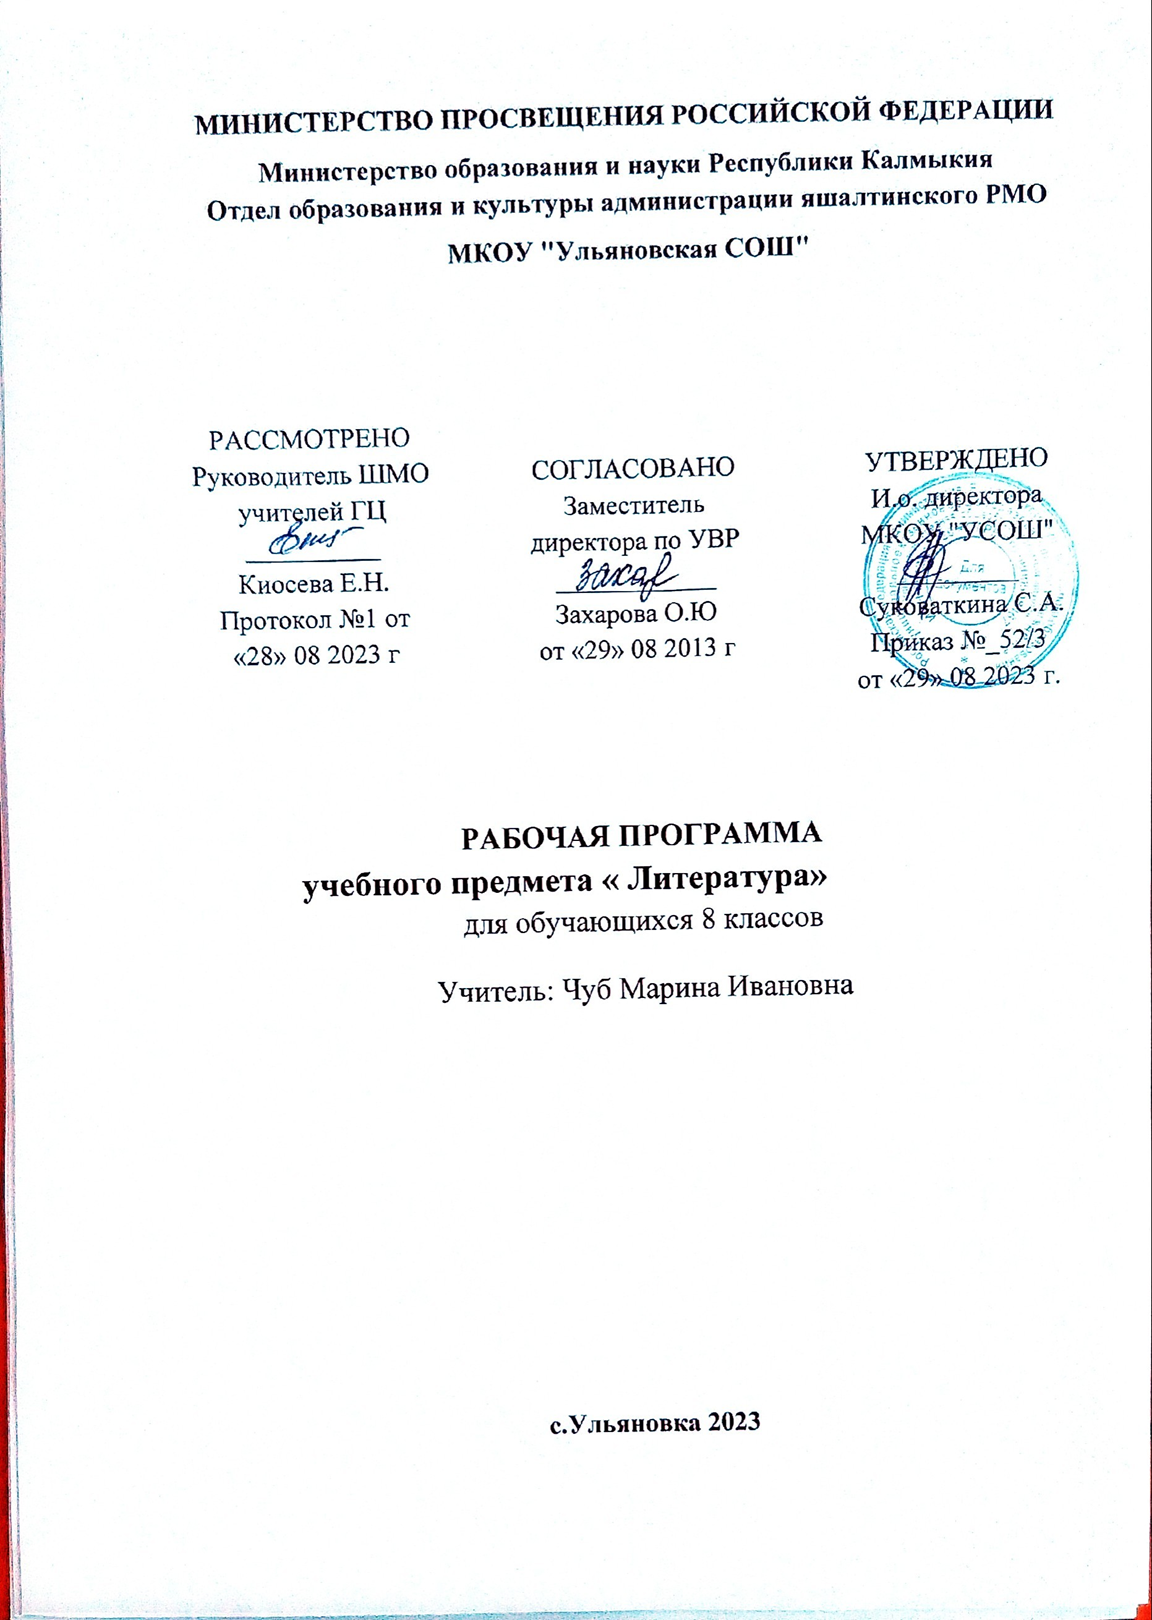 МИНИСТЕРСТВО ПРОСВЕЩЕНИЯ РОССИЙСКОЙ ФЕДЕРАЦИИ
Министерство образования и науки Республики Калмыкия
Отдел образования и культуры администрации яшалтинского РМО
МКОУ "Ульяновская СОШ"
РАССМОТРЕНО
Руководитель ШМО
учителей ГЦ
Киосева Е.Н.
Протокол №1 от
«28» 08 2023 г
СОГЛАСОВАНО
Заместитель
директора по УВР
Захар
Захарова О.Ю
от «29» 08 2013 г
УТВЕРЖДЕНО
И.о. директора
МКОУ "УСОШ"
Для
документов
Суковаткина С.А.
Приказ №_52/3
от «29» 08 2023 г.
РАБОЧАЯ ПРОГРАММА
учебного предмета « Литература»
для обучающихся 8 классов
Учитель: Чуб Марина Ивановна
с.Ульяновка 2023